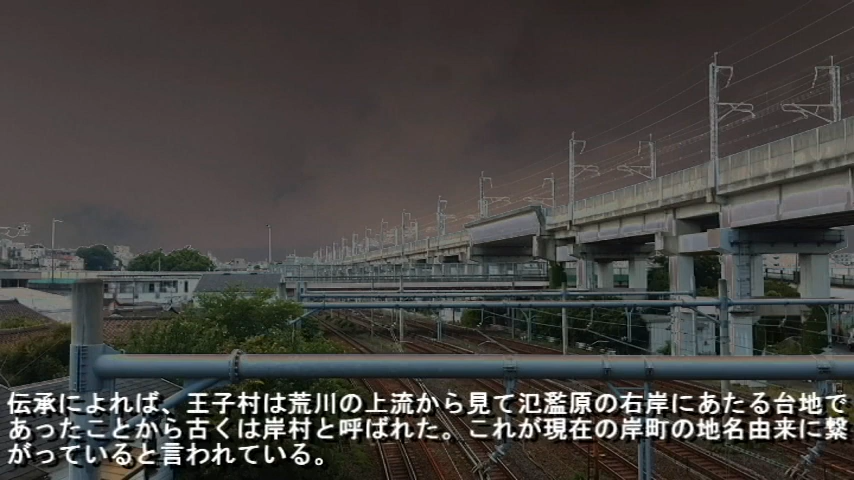 伝承によれば、王子村は荒川の上流から見て氾濫原の右岸にあたる台地で
あったことから古くは岸村と呼ばれた。これが現在の岸町の地名由来に繋
がっていると言われている。